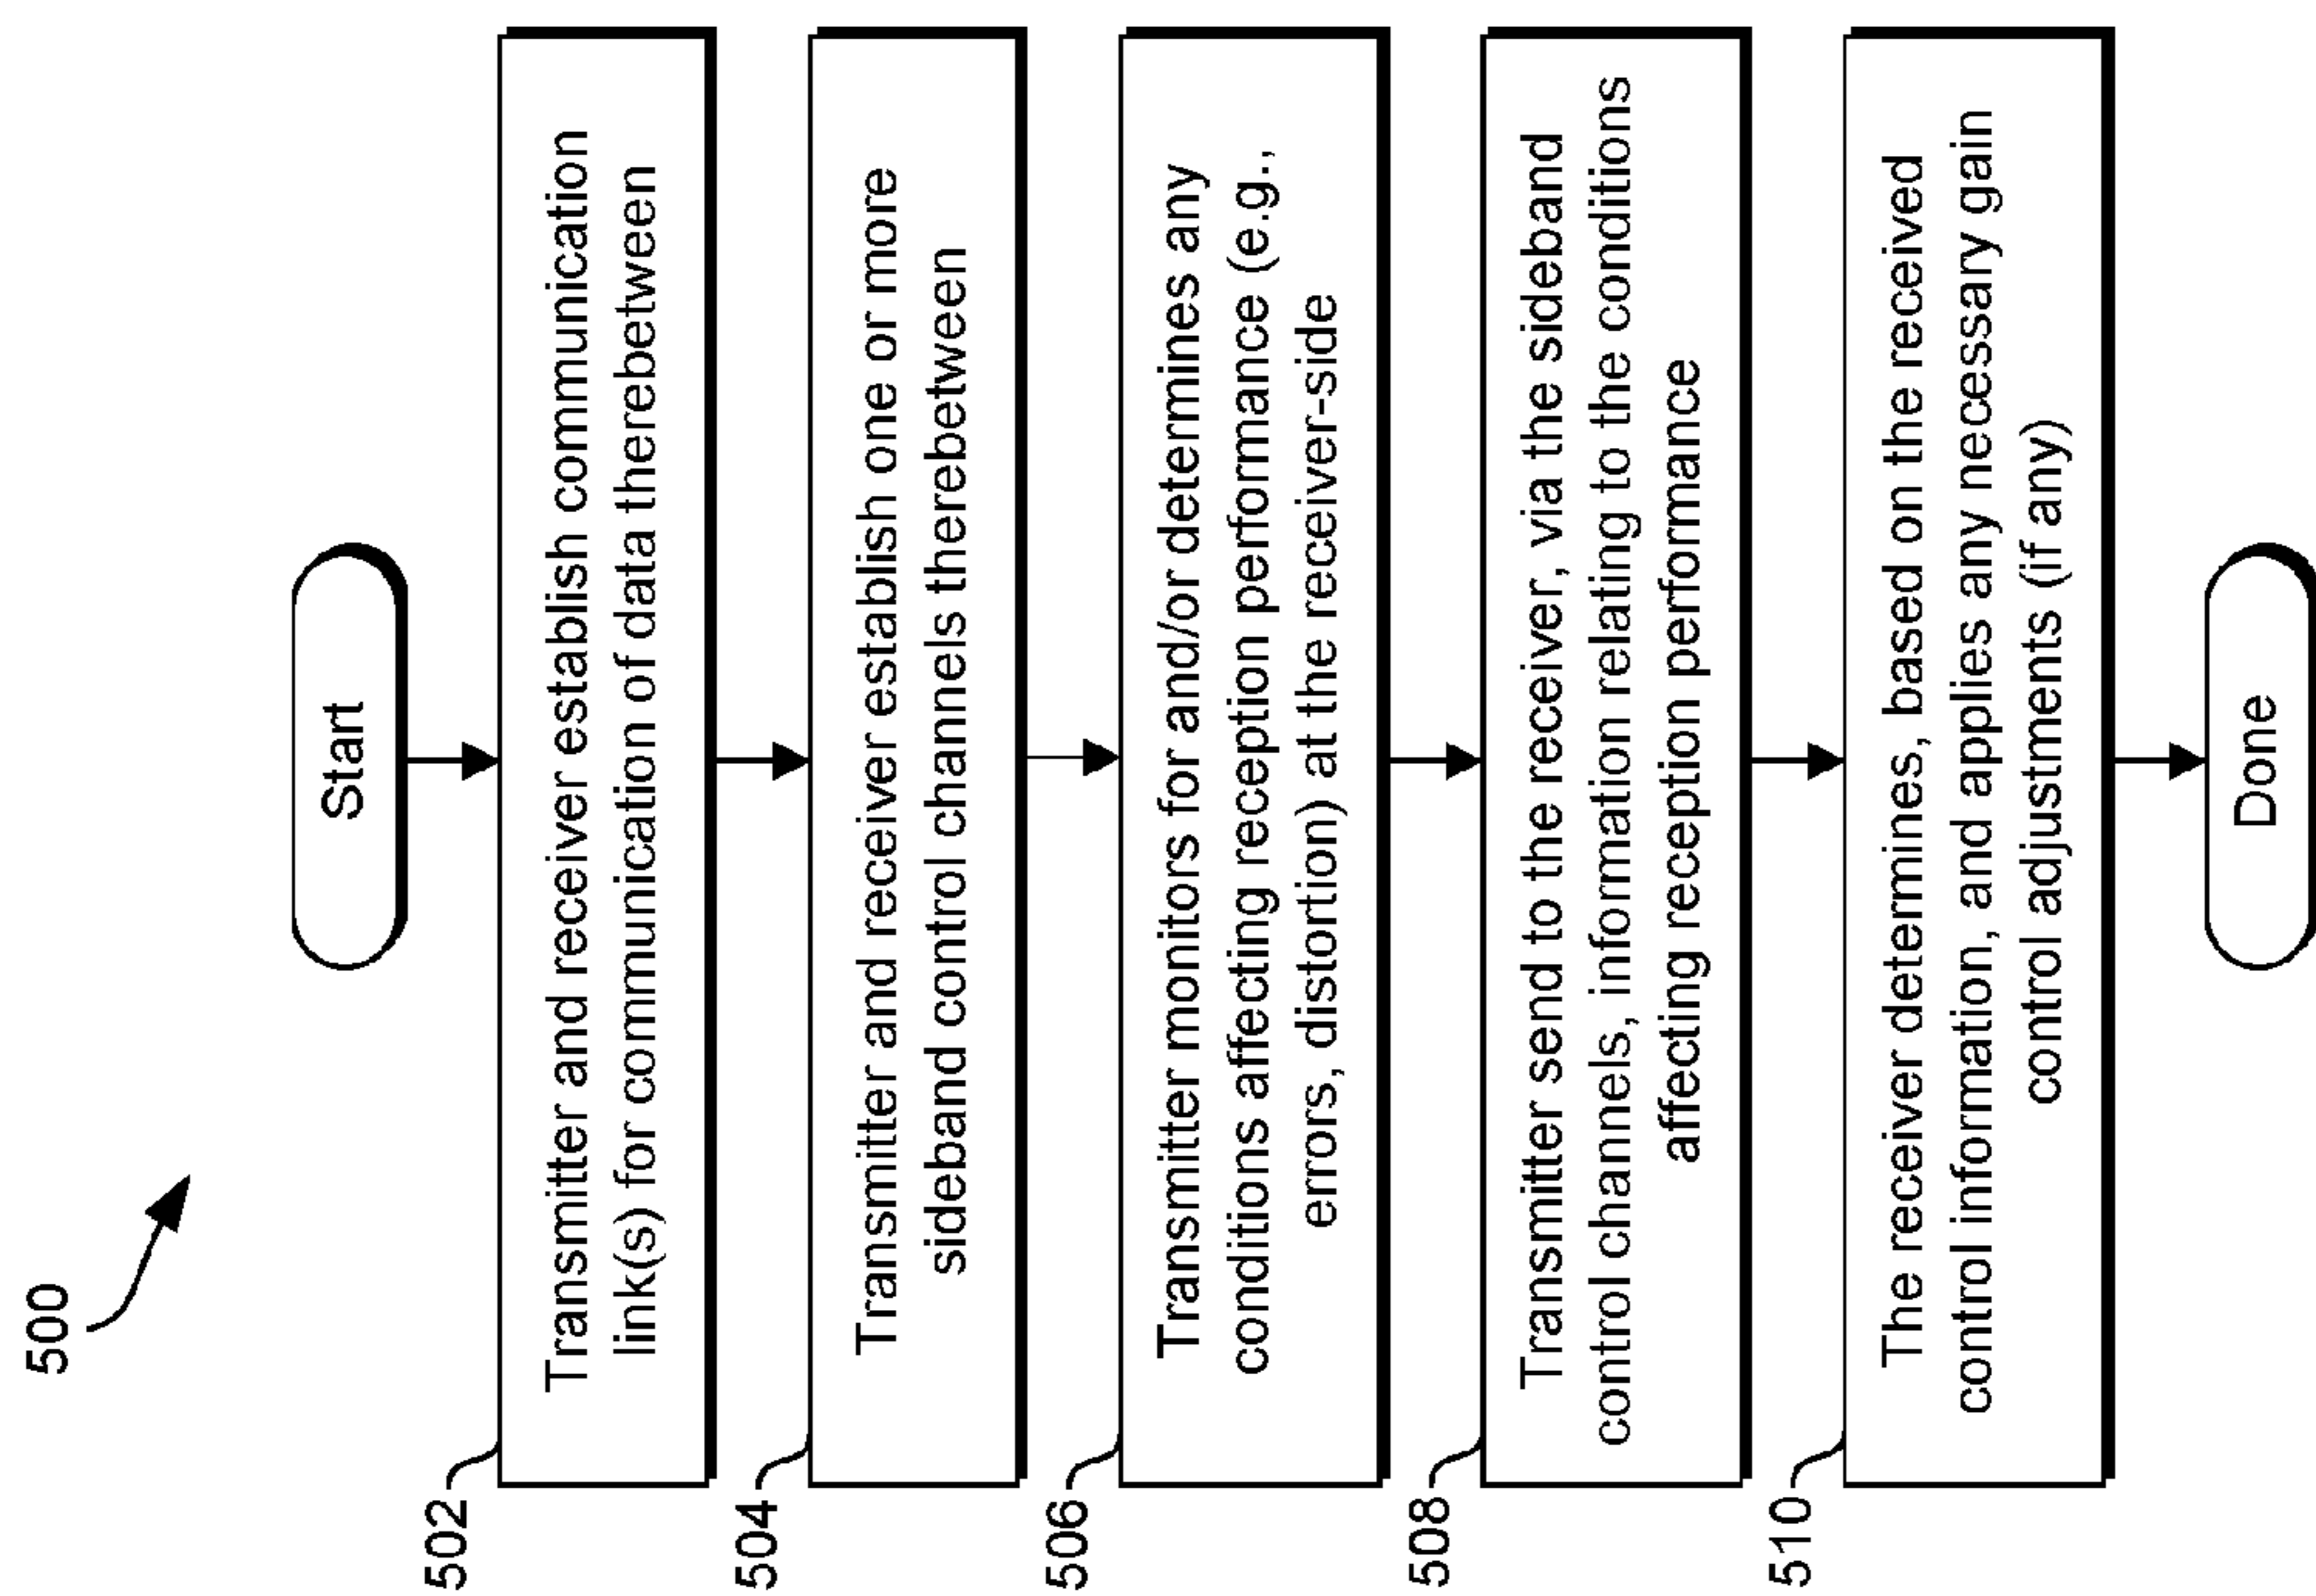 500
Start
502
Transmitter and receiver establish communication
link(s) for communication of data therebetween
504
Transmitter and receiver establish one or more
sideband control channels therebetween
506
Transmitter monitors for and/or determines any
conditions affecting reception performance (e.g.,
errors, distortion) at the receiver-side
508
Transmitter send to the receiver, via the sideband
control channels, information relating to the conditions
affecting reception performance
510
The receiver determines, based on the received
control information, and applies any necessary gain
control adjustments (if any)
Done